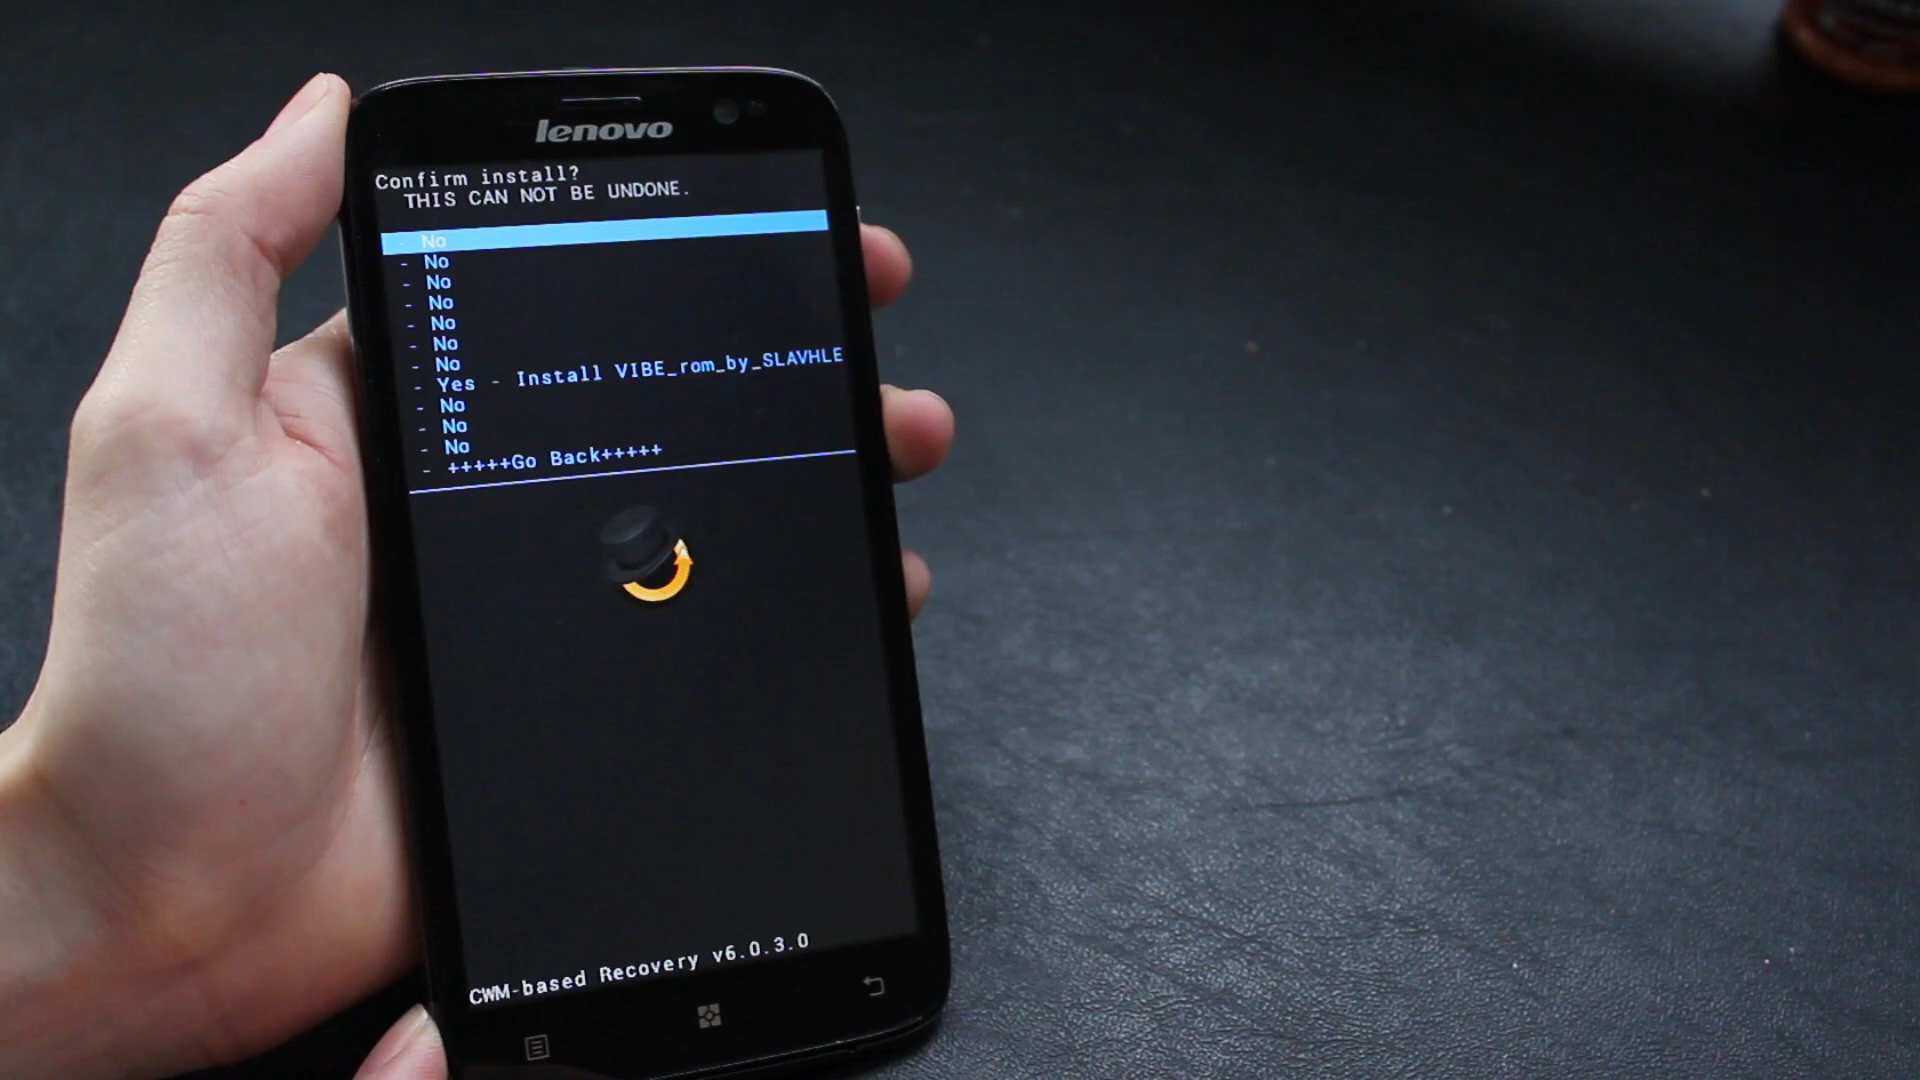 lenovo
Confirm install?
THIS CAN NOT BE UNDONE.
- No
- No
- No
- No
- No
- No
- No
- Yes - Install VIBE_rom_by_SLAVHLE
- No
- No
- No
- +++++Go Back+++++
CWM-based Recovery v6.0.3.0